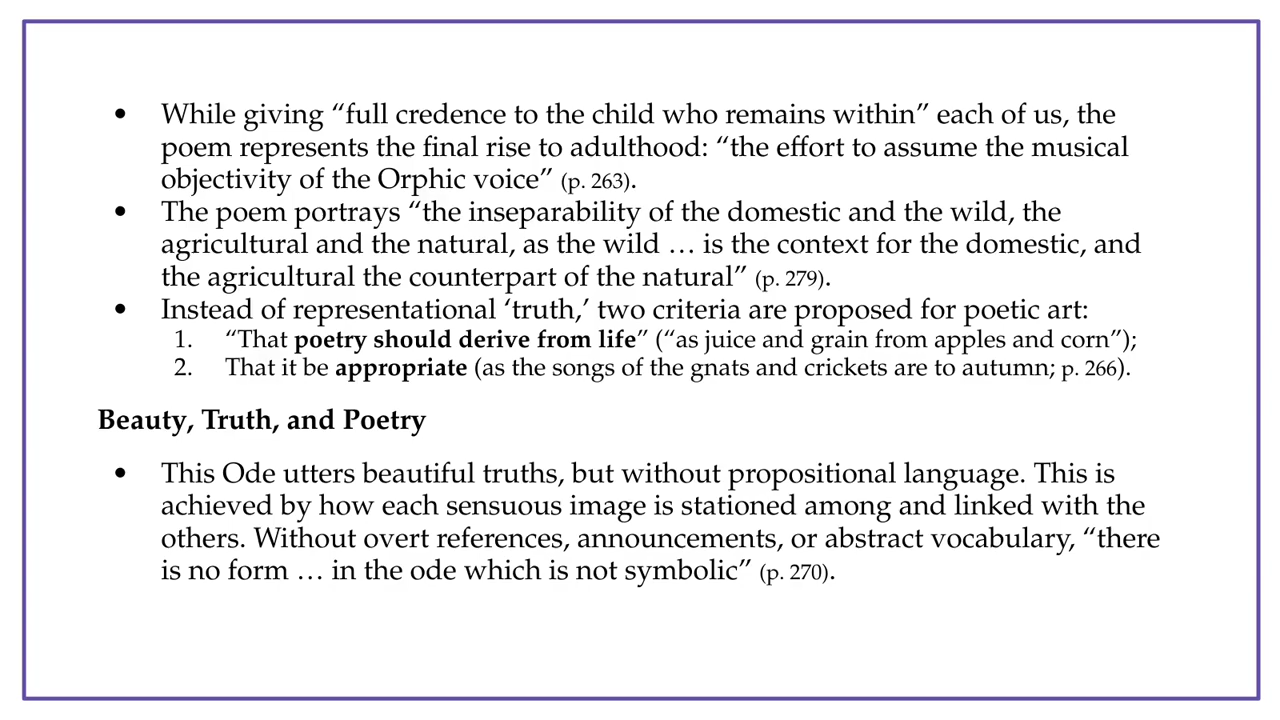 • While giving “full credence to the child who remains within” each of us, the
poem represents the final rise to adulthood: “the effort to assume the musical
objectivity of the Orphic voice” (p. 263).
• The poem portrays “the inseparability of the domestic and the wild, the
agricultural and the natural, as the wild … is the context for the domestic, and
the agricultural the counterpart of the natural” (p. 279).
• Instead of representational ‘truth,’ two criteria are proposed for poetic art:
1. “That poetry should derive from life” (“as juice and grain from apples and corn”);
2. That it be appropriate (as the songs of the gnats and crickets are to autumn; p. 266).
Beauty, Truth, and Poetry
• This Ode utters beautiful truths, but without propositional language. This is
achieved by how each sensuous image is stationed among and linked with the
others. Without overt references, announcements, or abstract vocabulary, “there
is no form … in the ode which is not symbolic” (p. 270).